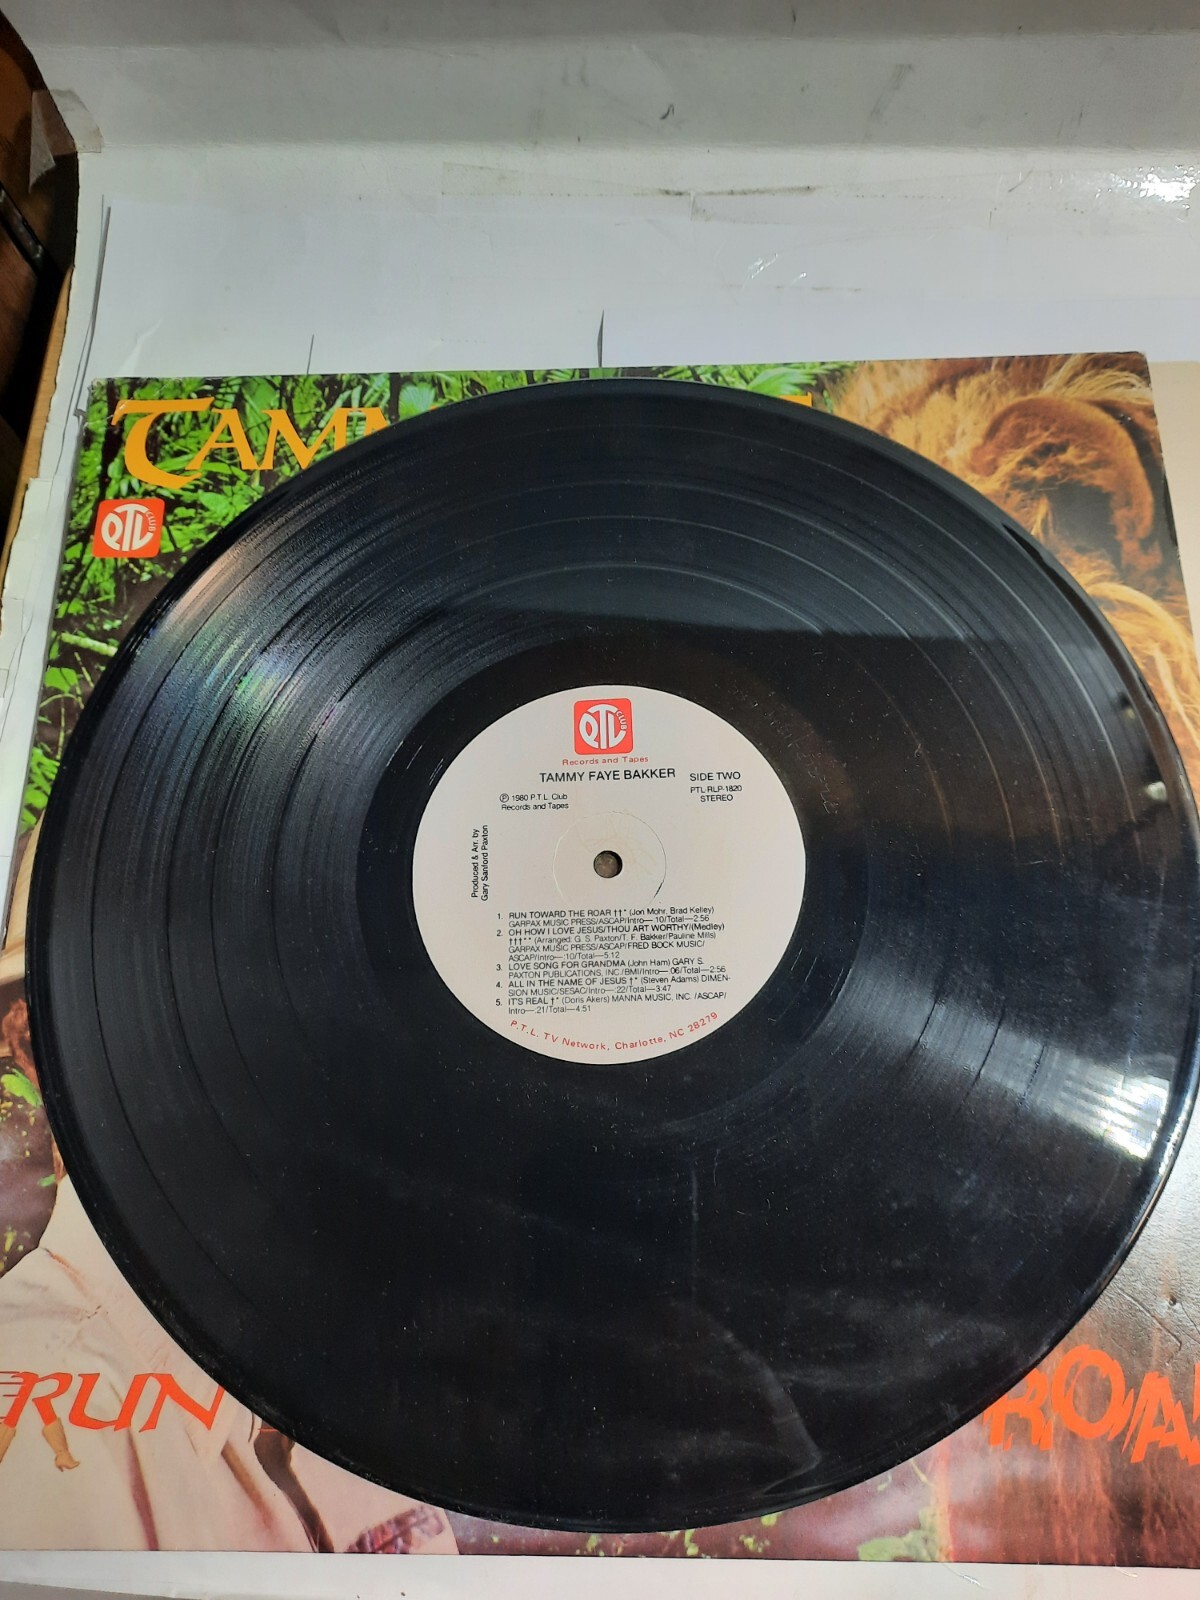 TAMM
PTL CLUB
PTL CLUB
Records and Tapes
TAMMY FAYE BAKKER
SIDE TWO
PTL-RLP-1820
STEREO
℗ 1980 P.T.L. Club
Records and Tapes
Produced & Arr. by
Gary Sanford Paxton
1. RUN TOWARD THE ROAR ††* (Jon Mohr, Brad Kelley)
GARPAX MUSIC PRESS/ASCAP/Intro—:10/Total—2:56
2. OH HOW I LOVE JESUS/THOU ART WORTHY/(Medley)
†††** (Arranged: G. S. Paxton/T. F. Bakker/Pauline Mills)
GARPAX MUSIC PRESS/ASCAP/FRED BOCK MUSIC/
ASCAP/Intro—:10/Total—5:12
3. LOVE SONG FOR GRANDMA (John Ham) GARY S.
PAXTON PUBLICATIONS, INC./BMI/Intro—:06/Total—2:56
4. ALL IN THE NAME OF JESUS †* (Steven Adams) DIMEN-
SION MUSIC/SESAC/Intro—:22/Total—3:47
5. IT'S REAL †* (Doris Akers) MANNA MUSIC, INC. /ASCAP/
Intro—:21/Total—4:51
P.T.L. TV Network, Charlotte, NC 28279
RUN
ROA